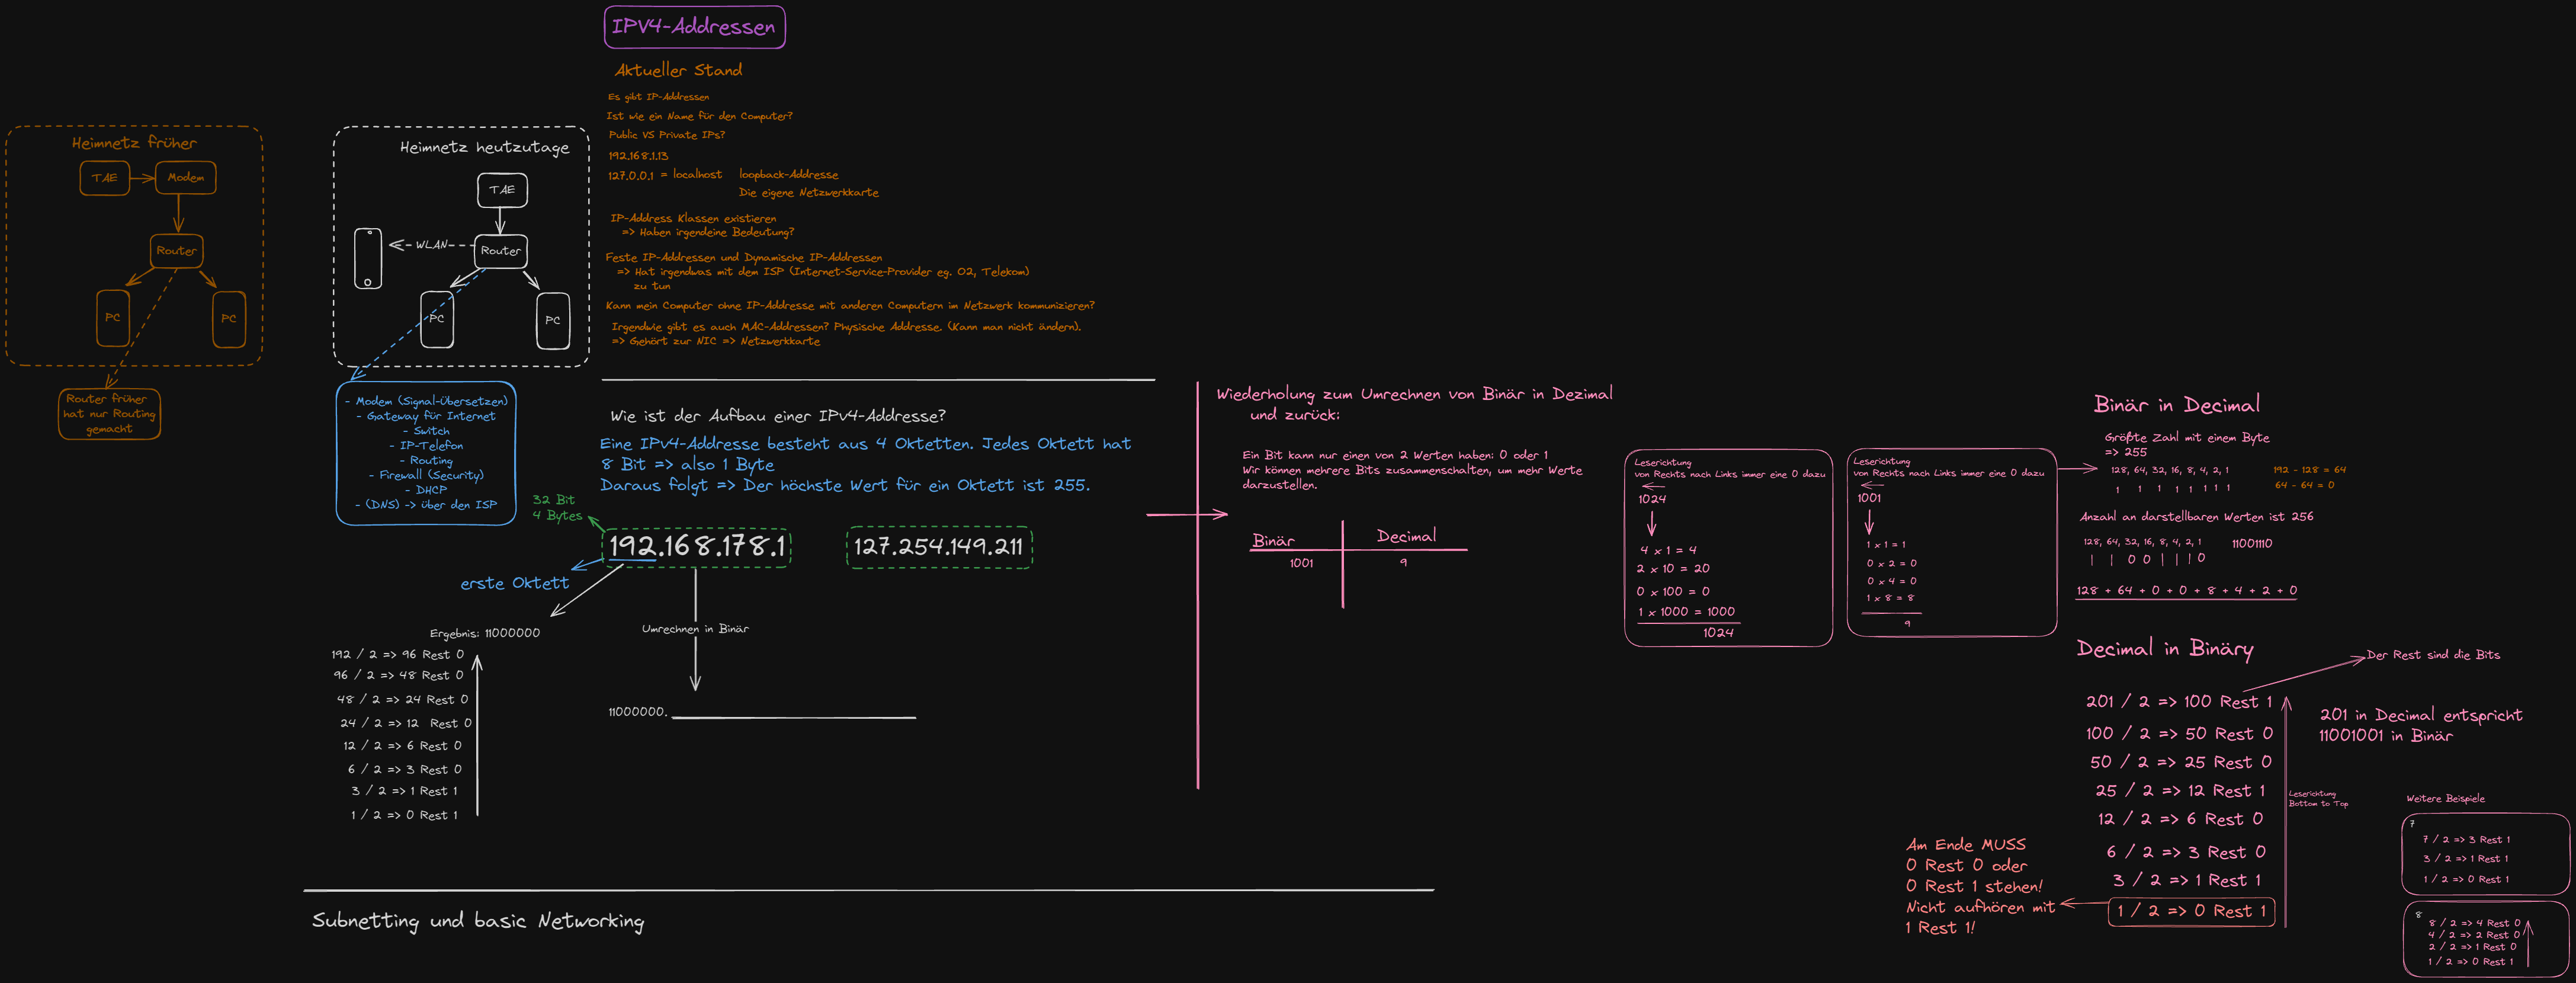 IPV4-Addressen
Aktueller Stand
Es gibt IP-Addressen
Ist wie ein Name für den Computer?
Public VS Private IPs?
192.168.1.13
127.0.0.1 = localhost loopback-Addresse
Die eigene Netzwerkkarte
IP-Address Klassen existieren
=> Haben irgendeine Bedeutung?
Feste IP-Addressen und Dynamische IP-Addressen
=> Hat irgendwas mit dem ISP (Internet-Service-Provider eg. O2, Telekom)
zu tun
Kann mein Computer ohne IP-Addresse mit anderen Computern im Netzwerk kommunizieren?
Irgendwie gibt es auch MAC-Addressen? Physische Addresse. (Kann man nicht ändern).
=> Gehört zur NIC => Netzwerkkarte
Heimnetz früher
TAE
Modem
Router
PC
PC
Router früher
hat nur Routing
gemacht
Heimnetz heutzutage
TAE
WLAN
Router
PC
PC
- Modem (Signal-Übersetzen)
- Gateway für Internet
- Switch
- IP-Telefon
- Routing
- Firewall (Security)
- DHCP
- (DNS) -> über den ISP
Wie ist der Aufbau einer IPv4-Addresse?
Eine IPv4-Addresse besteht aus 4 Oktetten. Jedes Oktett hat
8 Bit => also 1 Byte
Daraus folgt => Der höchste Wert für ein Oktett ist 255.
32 Bit
4 Bytes
192.168.178.1
127.254.149.211
erste Oktett
Ergebnis: 11000000
192 / 2 => 96 Rest 0
96 / 2 => 48 Rest 0
48 / 2 => 24 Rest 0
24 / 2 => 12 Rest 0
12 / 2 => 6 Rest 0
6 / 2 => 3 Rest 0
3 / 2 => 1 Rest 1
1 / 2 => 0 Rest 1
Umrechnen in Binär
11000000.
Subnetting und basic Networking
Wiederholung zum Umrechnen von Binär in Dezimal
und zurück:
Ein Bit kann nur einen von 2 Werten haben: 0 oder 1
Wir können mehrere Bits zusammenschalten, um mehr Werte
darzustellen.
Binär Decimal
1001 9
Leserichtung
von Rechts nach Links immer eine 0 dazu
1024
4 x 1 = 4
2 x 10 = 20
0 x 100 = 0
1 x 1000 = 1000
1024
Leserichtung
von Rechts nach Links immer eine 0 dazu
1001
1 x 1 = 1
0 x 2 = 0
0 x 4 = 0
1 x 8 = 8
9
Binär in Decimal
Größte Zahl mit einem Byte
=> 255
128, 64, 32, 16, 8, 4, 2, 1
1 1 1 1 1 1 1 1
192 - 128 = 64
64 - 64 = 0
Anzahl an darstellbaren Werten ist 256
128, 64, 32, 16, 8, 4, 2, 1
11001110
| | 0 0 | | | 0
128 + 64 + 0 + 0 + 8 + 4 + 2 + 0
Decimal in Binäry
Der Rest sind die Bits
201 / 2 => 100 Rest 1
100 / 2 => 50 Rest 0
50 / 2 => 25 Rest 0
25 / 2 => 12 Rest 1
12 / 2 => 6 Rest 0
6 / 2 => 3 Rest 0
3 / 2 => 1 Rest 1
1 / 2 => 0 Rest 1
Leserichtung
Bottom to Top
201 in Decimal entspricht
11001001 in Binär
Am Ende MUSS
0 Rest 0 oder
0 Rest 1 stehen!
Nicht aufhören mit
1 Rest 1!
Weitere Beispiele
7
7 / 2 => 3 Rest 1
3 / 2 => 1 Rest 1
1 / 2 => 0 Rest 1
8
8 / 2 => 4 Rest 0
4 / 2 => 2 Rest 0
2 / 2 => 1 Rest 0
1 / 2 => 0 Rest 1